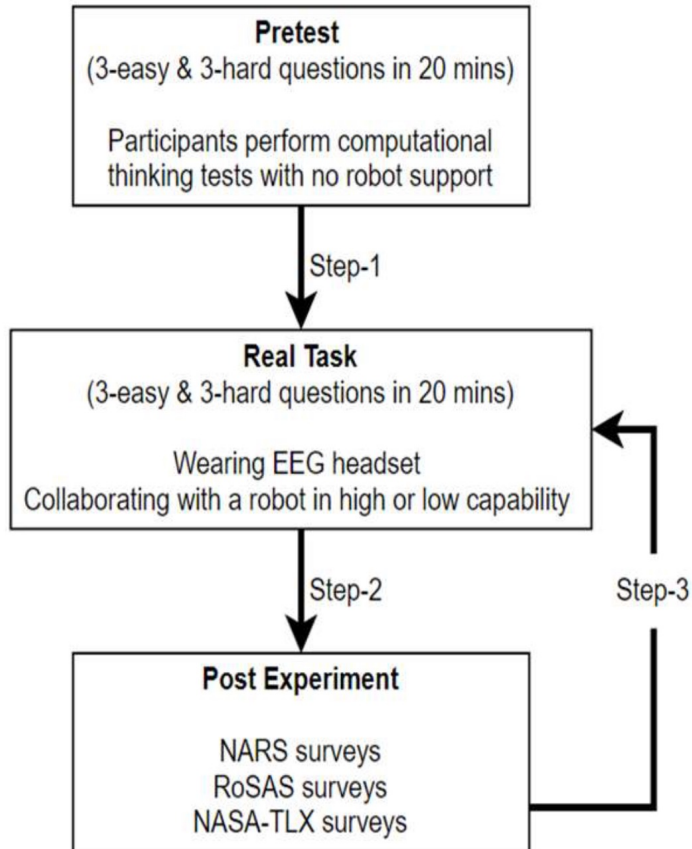 Pretest
(3-easy & 3-hard questions in 20 mins)
Participants perform computational
thinking tests with no robot support
Step-1
Real Task
(3-easy & 3-hard questions in 20 mins)
Wearing EEG headset
Collaborating with a robot in high or low capability
Step-2
Step-3
Post Experiment
NARS surveys
RoSAS surveys
NASA-TLX surveys